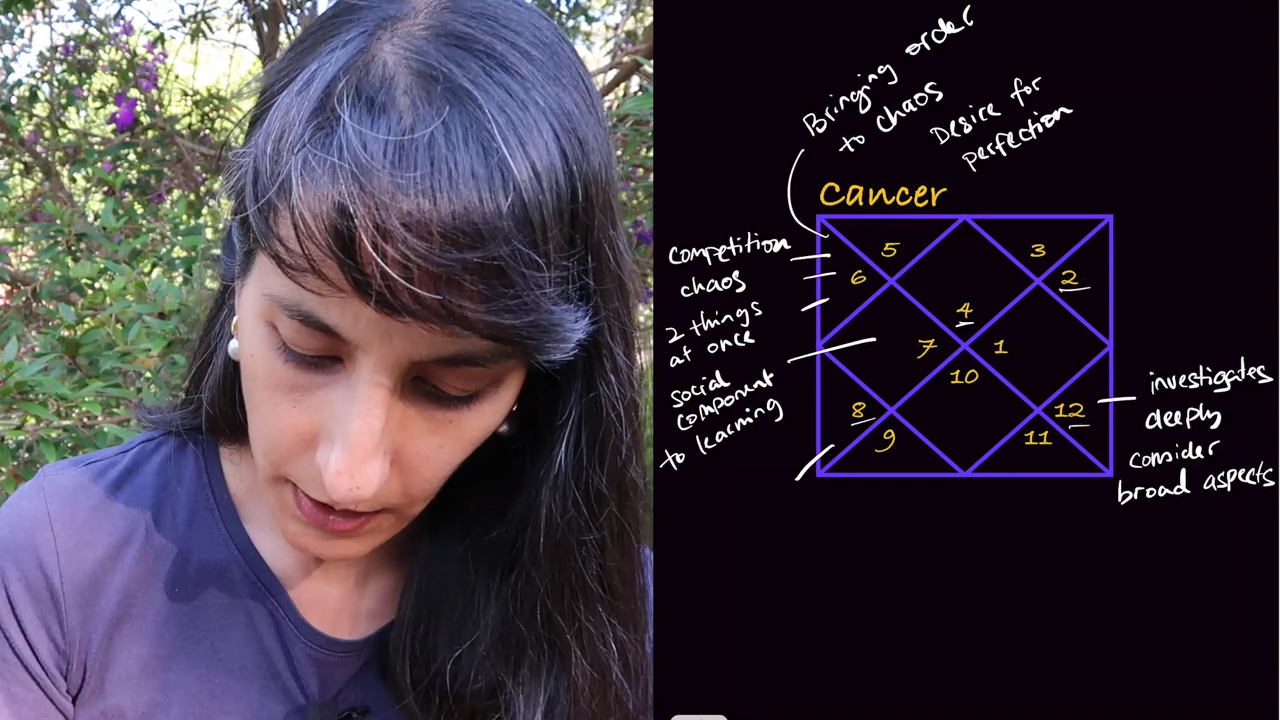 Bringing order
to chaos
Desire for
perfection
Cancer
competition
chaos
2 things
at once
social
component
to learning
5
3
6
2
4
7
1
10
8
12
9
11
investigates
deeply
consider
broad aspects